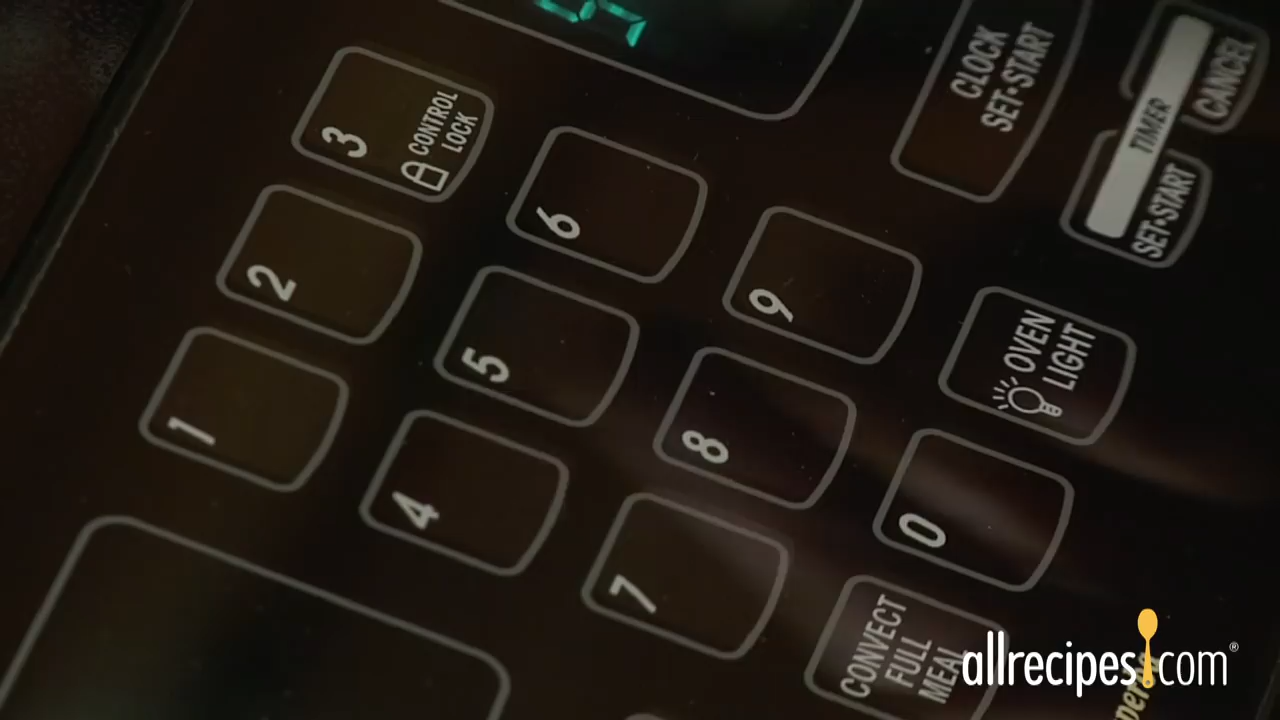 CLOCK
SET•START
TIMER
CANCEL
SET•START
3
CONTROL
LOCK
6
9
OVEN
LIGHT
2
5
8
0
1
4
7
CONVECT
FULL
MEAL
allrecipes.com®